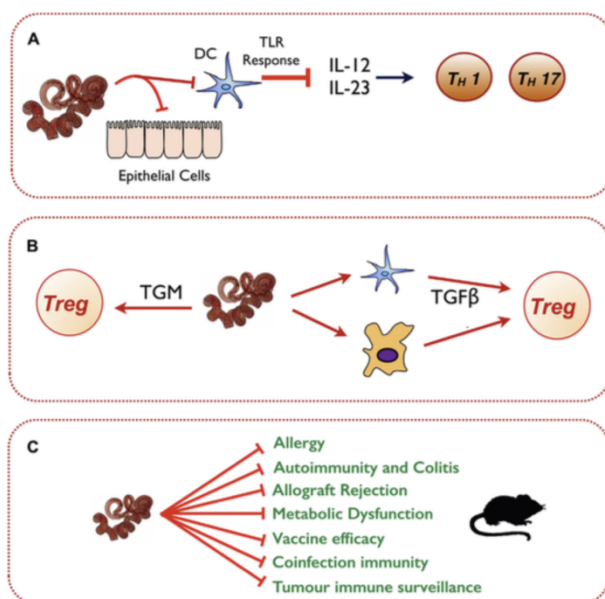 A
DC
TLR
Response
IL-12
IL-23
TH 1
TH 17
Epithelial Cells
B
Treg
TGM
TGFβ
Treg
C
Allergy
Autoimmunity and Colitis
Allograft Rejection
Metabolic Dysfunction
Vaccine efficacy
Coinfection immunity
Tumour immune surveillance